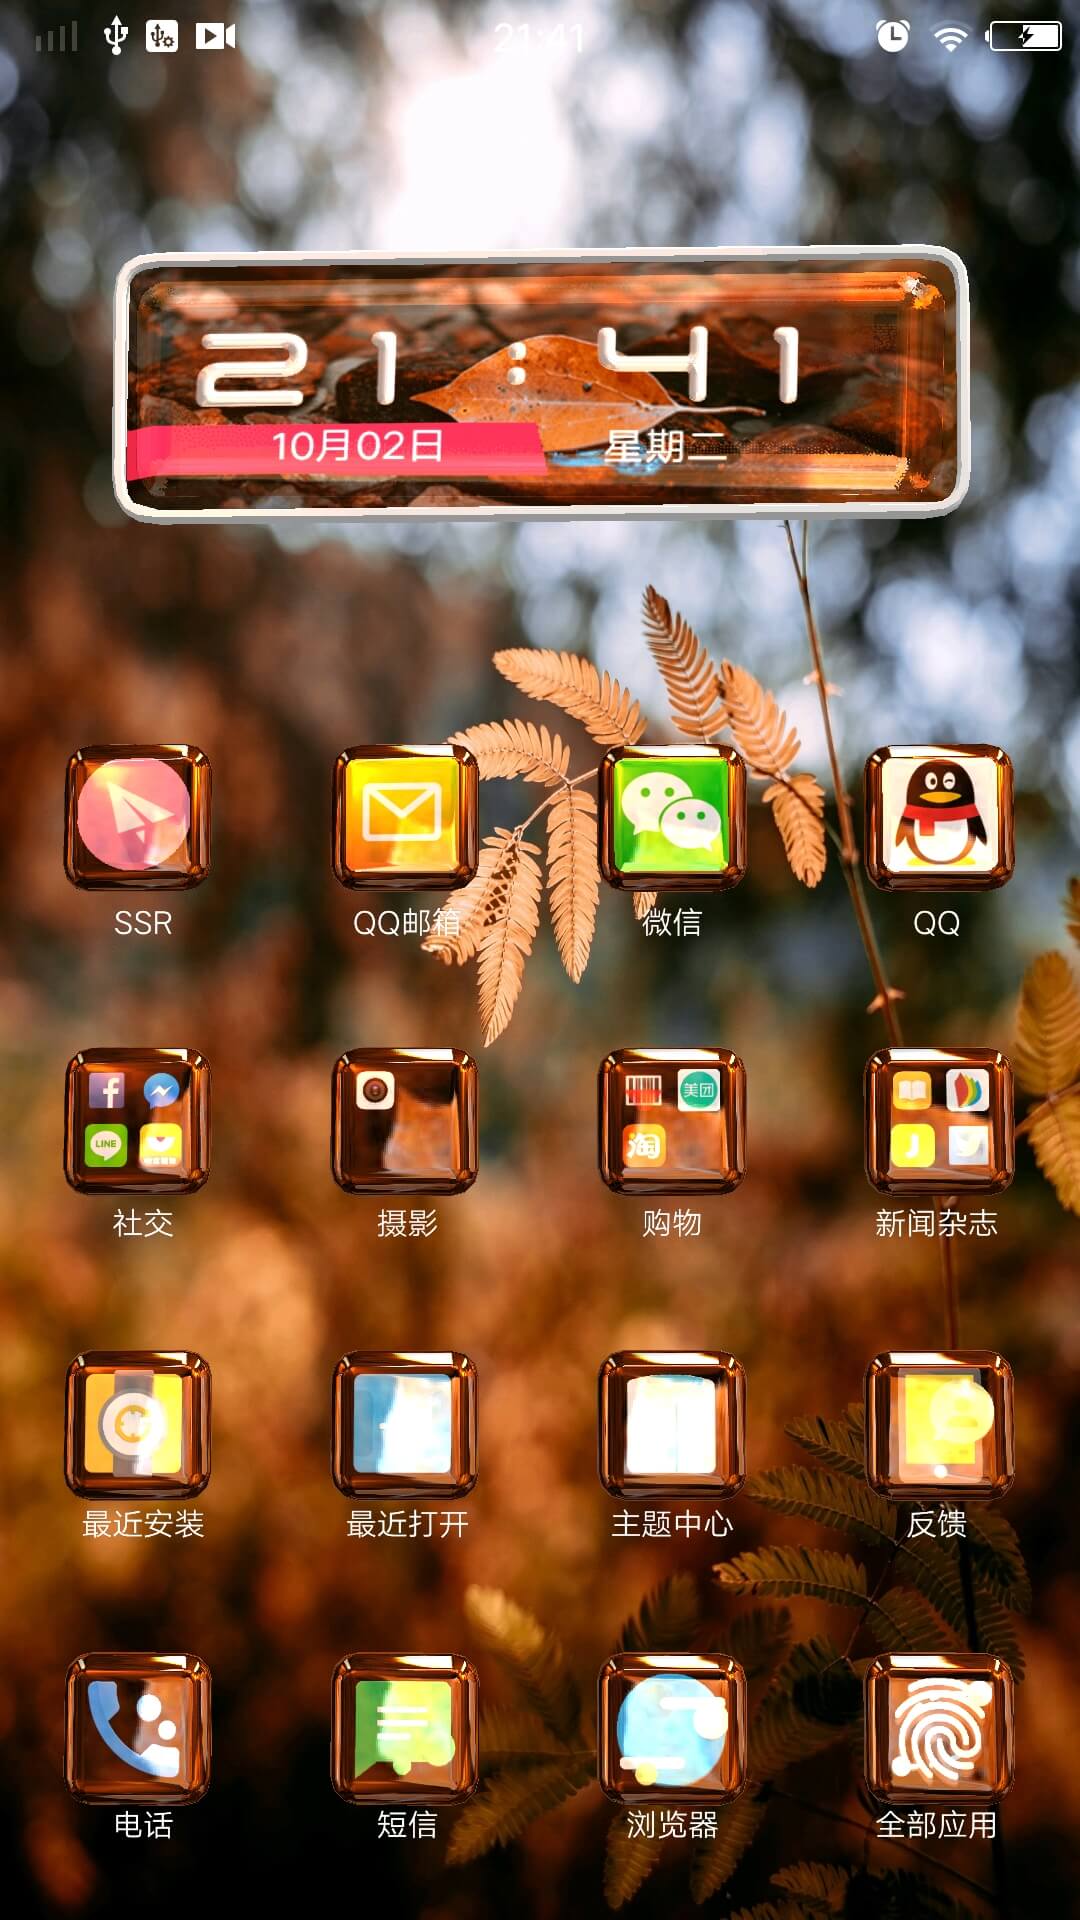 21:41
21:41
10月02日 星期二
SSR QQ邮箱 微信 QQ
LINE
美团
淘
社交 摄影 购物 新闻杂志
最近安装 最近打开 主题中心 反馈
电话 短信 浏览器 全部应用